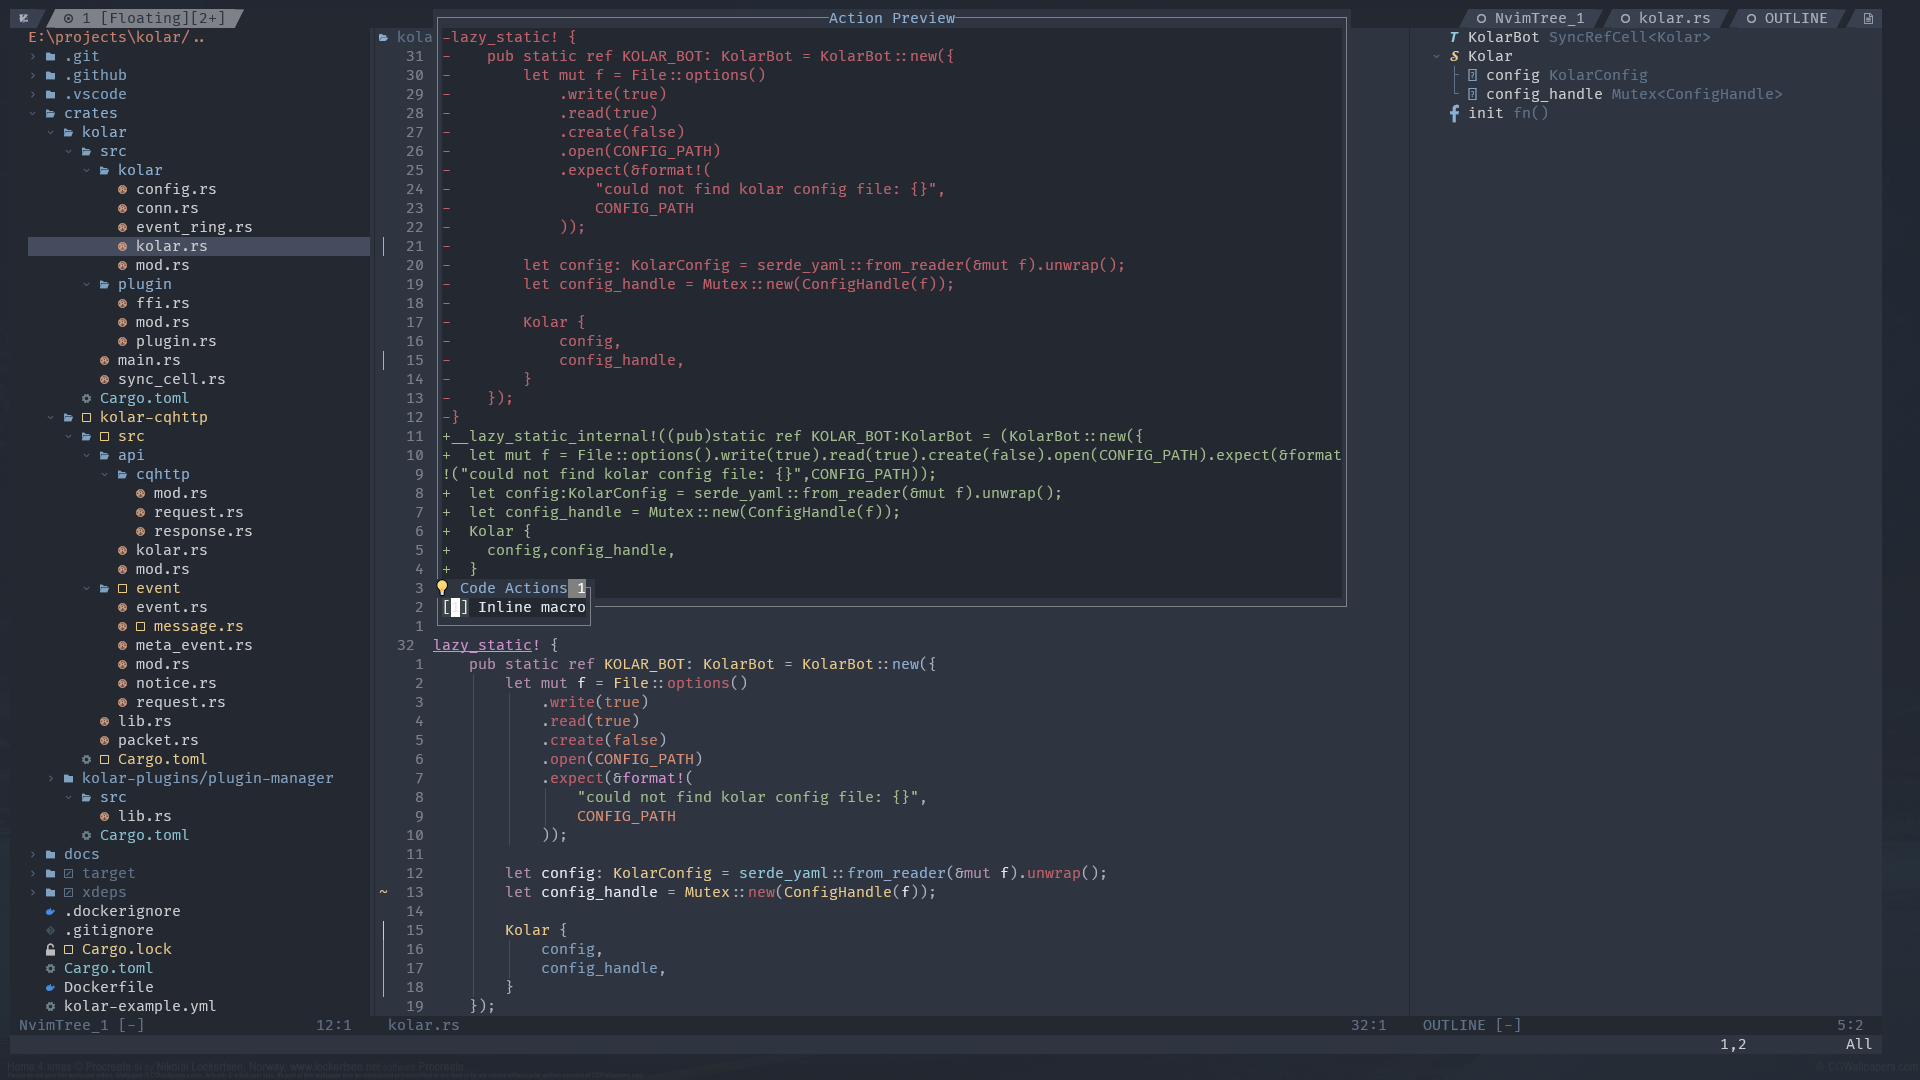 1 [Floating][2+]
Action Preview
NvimTree_1
kolar.rs
OUTLINE
E:\projects\kolar/..
.git
.github
.vscode
crates
kolar
src
kolar
config.rs
conn.rs
event_ring.rs
kolar.rs
mod.rs
plugin
ffi.rs
mod.rs
plugin.rs
main.rs
sync_cell.rs
Cargo.toml
kolar-cqhttp
src
api
cqhttp
mod.rs
request.rs
response.rs
kolar.rs
mod.rs
event
event.rs
message.rs
meta_event.rs
mod.rs
notice.rs
request.rs
lib.rs
packet.rs
Cargo.toml
kolar-plugins/plugin-manager
src
lib.rs
Cargo.toml
docs
target
xdeps
.dockerignore
.gitignore
Cargo.lock
Cargo.toml
Dockerfile
kolar-example.yml
NvimTree_1 [-] 12:1
kola
-lazy_static! {
31 -    pub static ref KOLAR_BOT: KolarBot = KolarBot::new({
30 -        let mut f = File::options()
29 -            .write(true)
28 -            .read(true)
27 -            .create(false)
26 -            .open(CONFIG_PATH)
25 -            .expect(&format!(
24 -                "could not find kolar config file: {}",
23 -                CONFIG_PATH
22 -            ));
21 -
20 -        let config: KolarConfig = serde_yaml::from_reader(&mut f).unwrap();
19 -        let config_handle = Mutex::new(ConfigHandle(f));
18 -
17 -        Kolar {
16 -            config,
15 -            config_handle,
14 -        }
13 -    });
12 -}
11 +__lazy_static_internal!((pub)static ref KOLAR_BOT:KolarBot = (KolarBot::new({
10 +  let mut f = File::options().write(true).read(true).create(false).open(CONFIG_PATH).expect(&format
9 !("could not find kolar config file: {}",CONFIG_PATH));
8 +  let config:KolarConfig = serde_yaml::from_reader(&mut f).unwrap();
7 +  let config_handle = Mutex::new(ConfigHandle(f));
6 +  Kolar {
5 +    config,config_handle,
4 +  }
3 Code Actions 1
2 [ ] Inline macro
1
32 lazy_static! {
1     pub static ref KOLAR_BOT: KolarBot = KolarBot::new({
2         let mut f = File::options()
3             .write(true)
4             .read(true)
5             .create(false)
6             .open(CONFIG_PATH)
7             .expect(&format!(
8                 "could not find kolar config file: {}",
9                 CONFIG_PATH
10             ));
11
12         let config: KolarConfig = serde_yaml::from_reader(&mut f).unwrap();
~ 13         let config_handle = Mutex::new(ConfigHandle(f));
14
15         Kolar {
16             config,
17             config_handle,
18         }
19     });
kolar.rs 32:1
KolarBot SyncRefCell<Kolar>
Kolar
config KolarConfig
config_handle Mutex<ConfigHandle>
init fn()
OUTLINE [-] 5:2
1,2 All